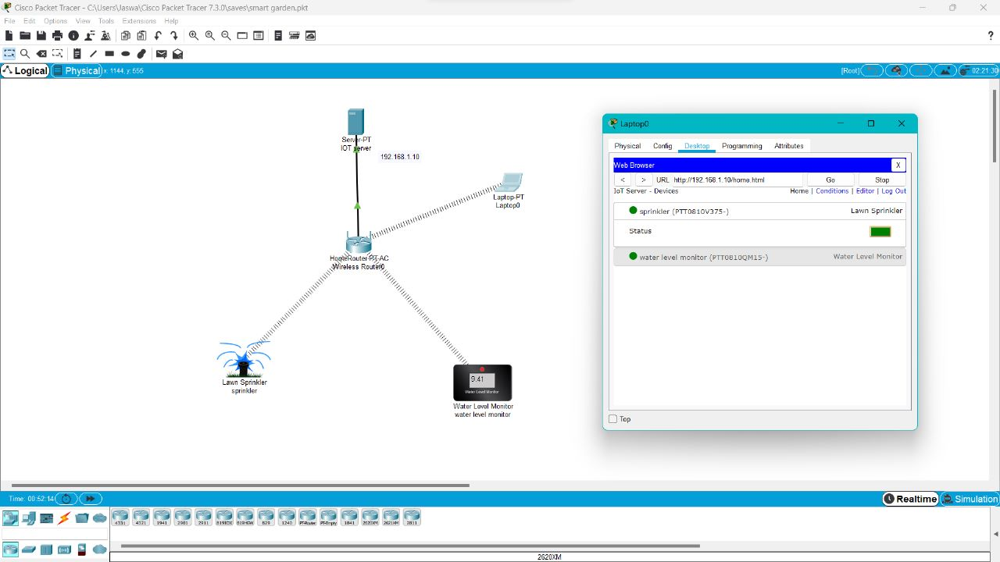 Cisco Packet Tracer - C:\Users\Jaswa\Cisco Packet Tracer 7.3.0\saves\smart garden.pkt
File Edit Options View Tools Extensions Help
?
Logical Physical x: 1144, y: 555 [Root] 02:21:30
Server-PT
IOT server
192.168.1.10
Laptop-PT
Laptop0
HomeRouter-PT-AC
Wireless Router0
Lawn Sprinkler
sprinkler
9.41
Water Level Monitor
Water Level Monitor
water level monitor
Laptop0
Physical Config Desktop Programming Attributes
Web Browser X
< > URL http://192.168.1.10/home.html Go Stop
IoT Server - Devices Home | Conditions | Editor | Log Out
sprinkler (PTT0810V375-) Lawn Sprinkler
Status
water level monitor (PTT0810QM15-) Water Level Monitor
Top
Time: 00:52:14 Realtime Simulation
4331 4321 1941 2901 2911 819IOX 819HGW 829 1240 PT-Router PT-Empty 1841 2620XM 2621XM 2811
2620XM